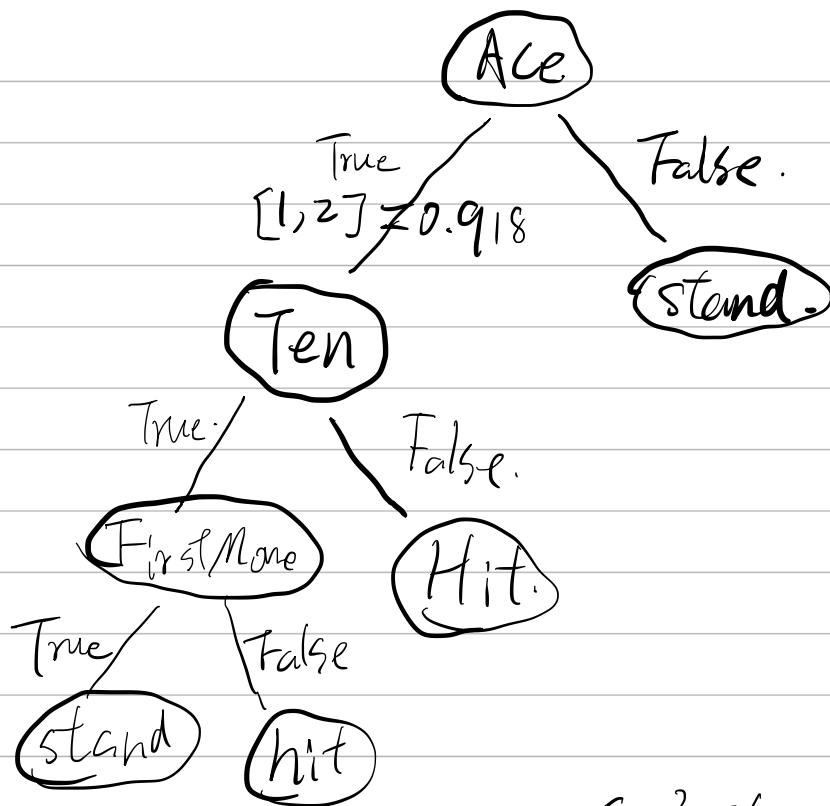 Ace
True
False.
[1,2] = 0.918
stand.
Ten
True.
False.
FirstMove
Hit.
True
False
stand
hit